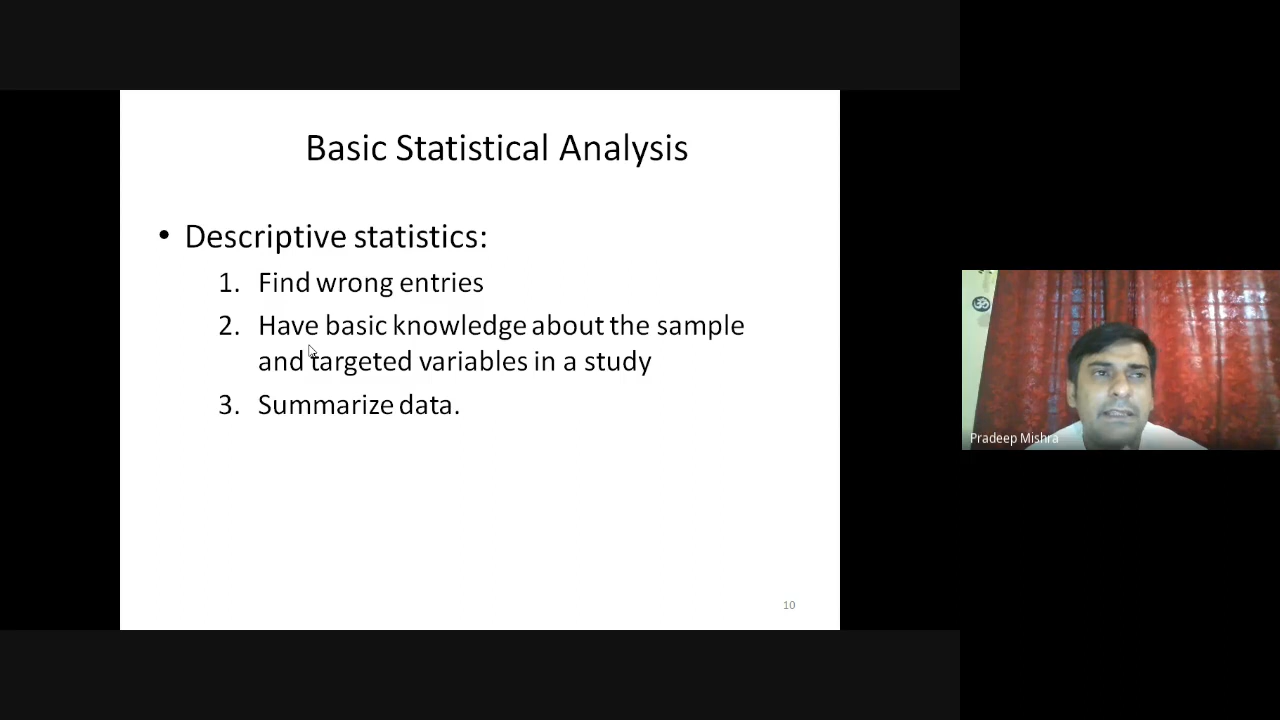 Basic Statistical Analysis
• Descriptive statistics:
1. Find wrong entries
2. Have basic knowledge about the sample
and targeted variables in a study
3. Summarize data.
10
Pradeep Mishra